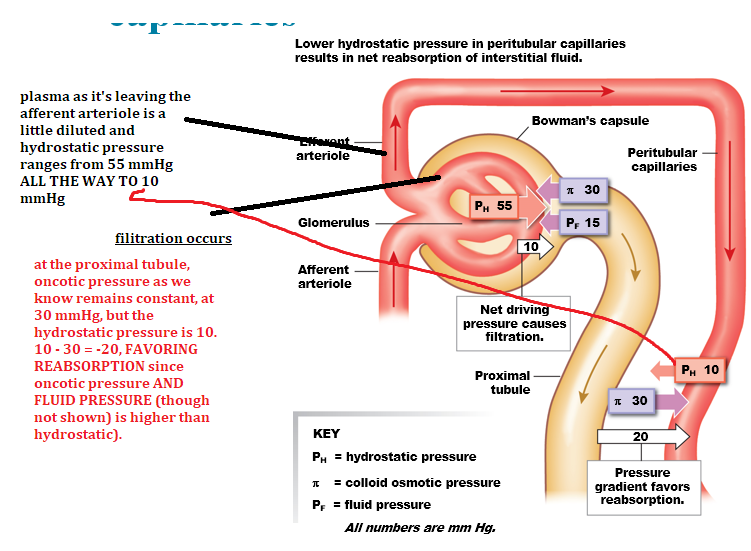 capillaries
Lower hydrostatic pressure in peritubular capillaries
results in net reabsorption of interstitial fluid.
plasma as it's leaving the
afferent arteriole is a
little diluted and
hydrostatic pressure
ranges from 55 mmHg
ALL THE WAY TO 10
mmHg
filitration occurs
at the proximal tubule,
oncotic pressure as we
know remains constant, at
30 mmHg, but the
hydrostatic pressure is 10.
10 - 30 = -20, FAVORING
REABSORPTION since
oncotic pressure AND
FLUID PRESSURE (though
not shown) is higher than
hydrostatic).
Efferent
arteriole
Bowman's capsule
Peritubular
capillaries
π 30
PH 55
PF 15
Glomerulus
10
Afferent
arteriole
Net driving
pressure causes
filtration.
Proximal
tubule
PH 10
π 30
20
Pressure
gradient favors
reabsorption.
KEY
PH = hydrostatic pressure
π = colloid osmotic pressure
PF = fluid pressure
All numbers are mm Hg.